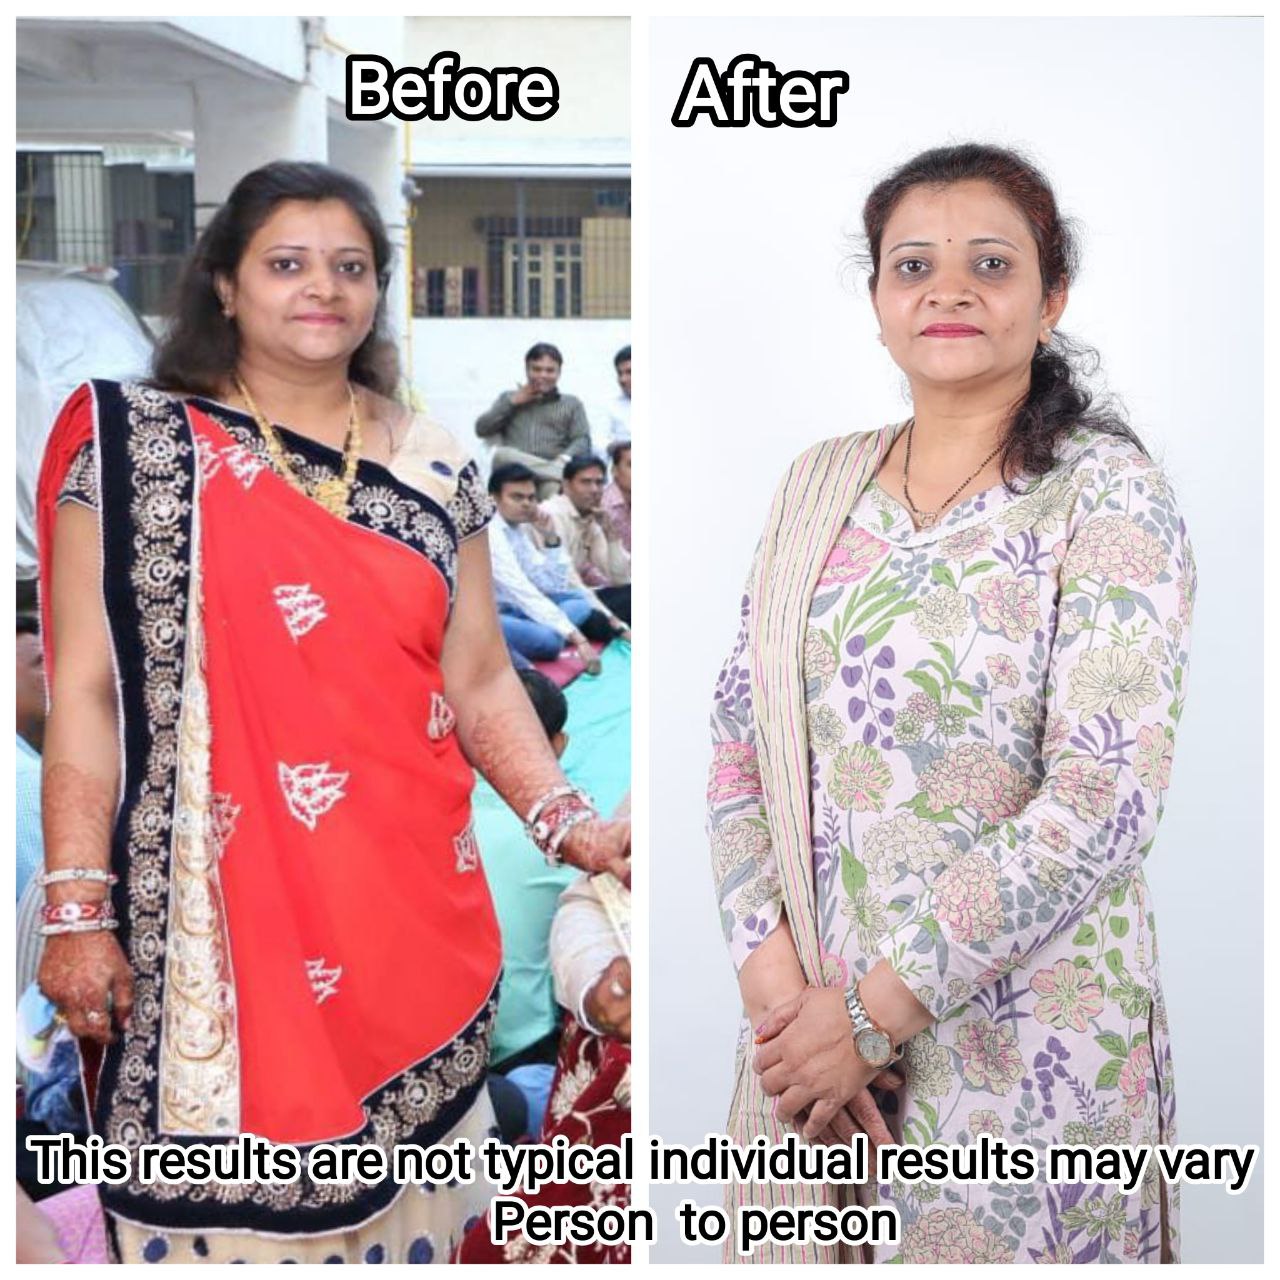 Before
After
This results are not typical individual results may vary
Person to person